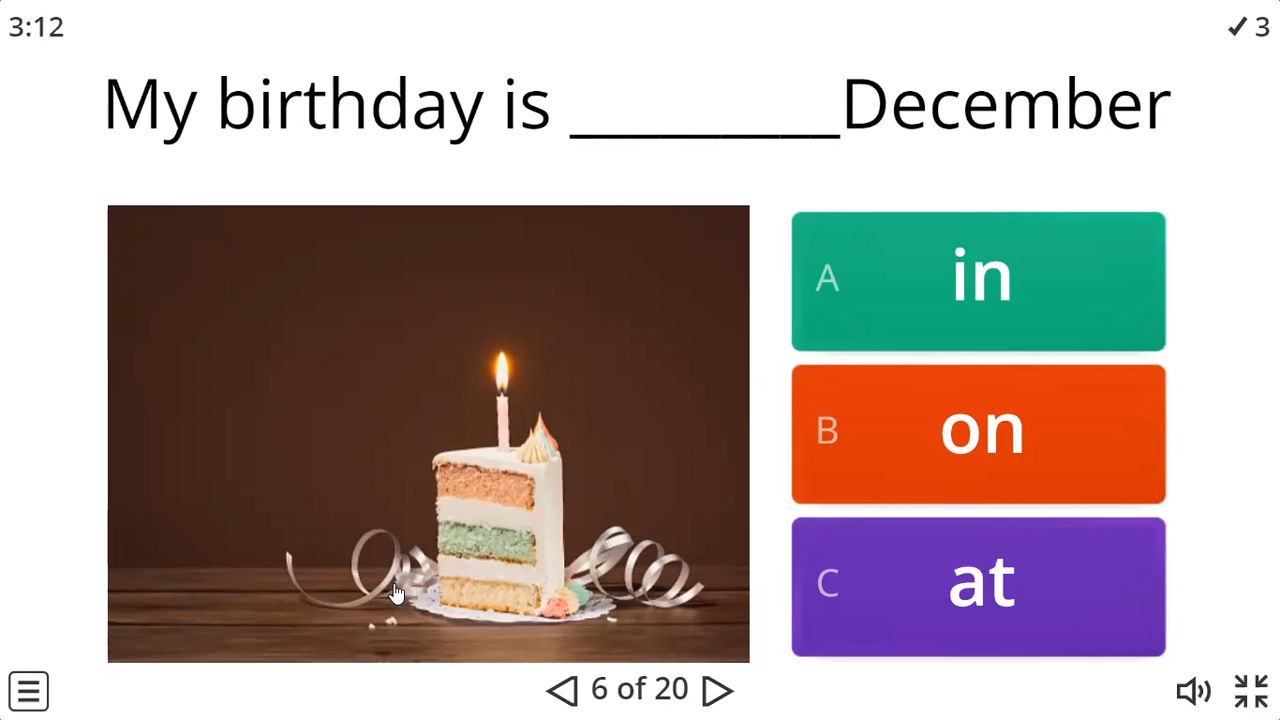 3:12
✓ 3
My birthday is _________December
A in
B on
C at
6 of 20